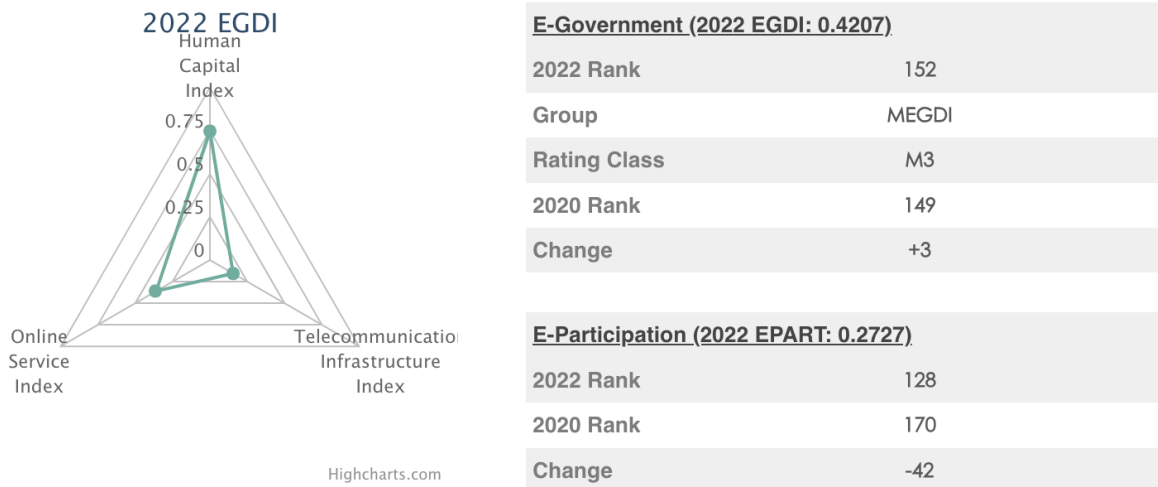 2022 EGDI
Human
Capital
Index
0.75
0.5
0.25
0
Online
Service
Index
Telecommunication
Infrastructure
Index
Highcharts.com
E-Government (2022 EGDI: 0.4207)
2022 Rank 152
Group MEGDI
Rating Class M3
2020 Rank 149
Change +3
E-Participation (2022 EPART: 0.2727)
2022 Rank 128
2020 Rank 170
Change -42